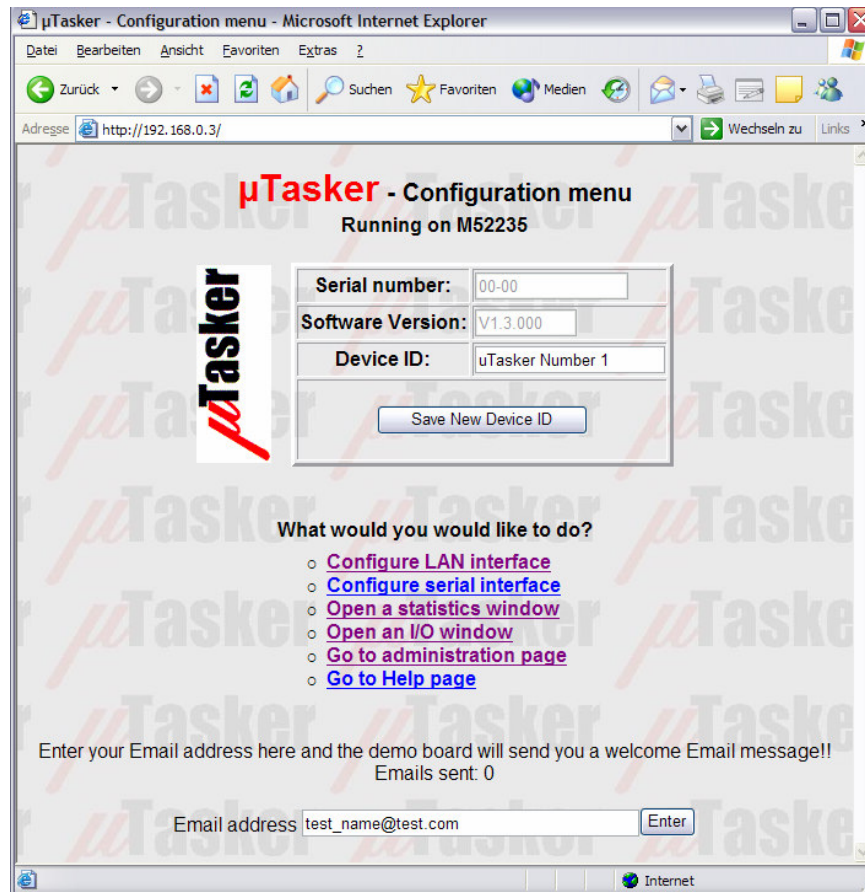 µTasker - Configuration menu - Microsoft Internet Explorer
Datei Bearbeiten Ansicht Favoriten Extras ?
Zurück Suchen Favoriten Medien
Adresse http://192.168.0.3/ Wechseln zu Links
µTasker - Configuration menu
Running on M52235
µTasker
Serial number: 00-00
Software Version: V1.3.000
Device ID: uTasker Number 1
Save New Device ID
What would you would like to do?
Configure LAN interface
Configure serial interface
Open a statistics window
Open an I/O window
Go to administration page
Go to Help page
Enter your Email address here and the demo board will send you a welcome Email message!!
Emails sent: 0
Email address test_name@test.com Enter
Internet